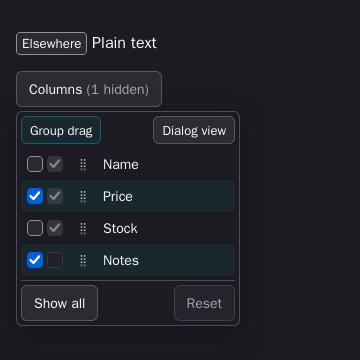 Elsewhere Plain text
Columns (1 hidden)
Group drag Dialog view
Name
Price
Stock
Notes
Show all Reset